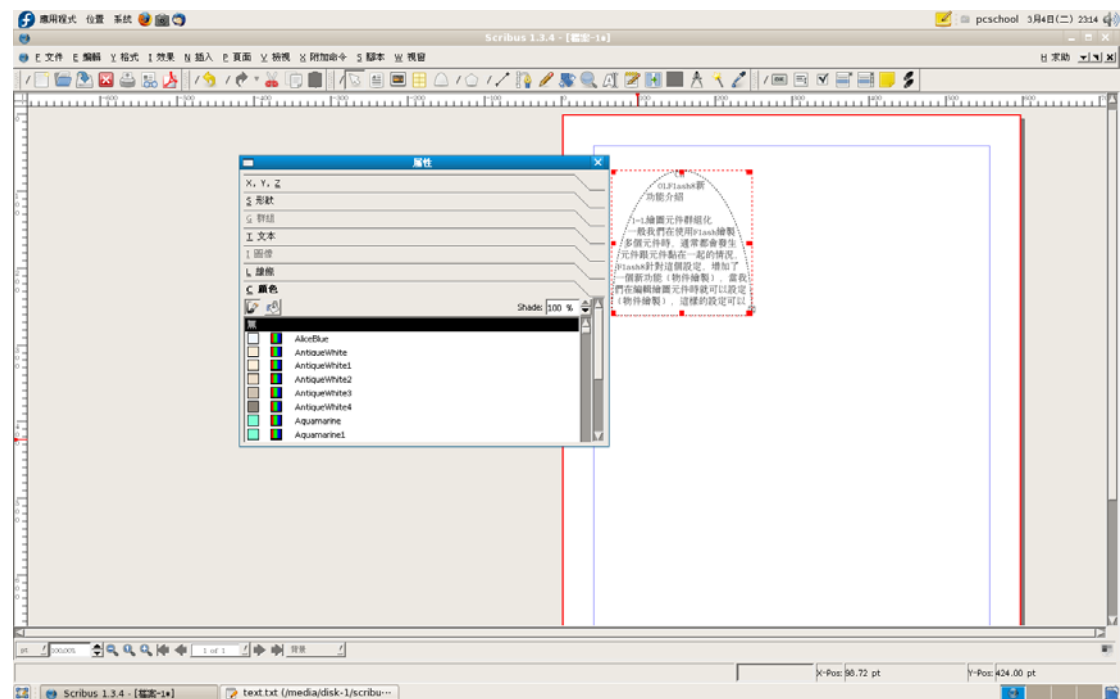 應用程式 位置 系統 pcschool 3月4日(二) 23:14
Scribus 1.3.4 - [檔案-1*]
F 文件 E 編輯 Y 格式 I 效果 N 插入 P 頁面 V 檢視 X 附加命令 S 腳本 W 視窗 H 求助
屬性
X, Y, Z
S 形狀
G 群組
T 文本
I 圖像
L 線條
C 顏色
Shade: 100 %
無
AliceBlue
AntiqueWhite
AntiqueWhite1
AntiqueWhite2
AntiqueWhite3
AntiqueWhite4
Aquamarine
Aquamarine1
01Flash8新
功能介紹
1-1繪圖元件群組化
一般我們在使用Flash繪製
多個元件時，通常都會發生
元件跟元件黏在一起的情況，
Flash8針對這個設定，增加了
一個新功能（物件繪製），當我
們在編輯繪圖元件時就可以設定
（物件繪製），這樣的設定可以
pt 100.00% 1 of 1 背景
X-Pos: 98.72 pt Y-Pos: 424.00 pt
Scribus 1.3.4 - [檔案-1*] text.txt (/media/disk-1/scribu…